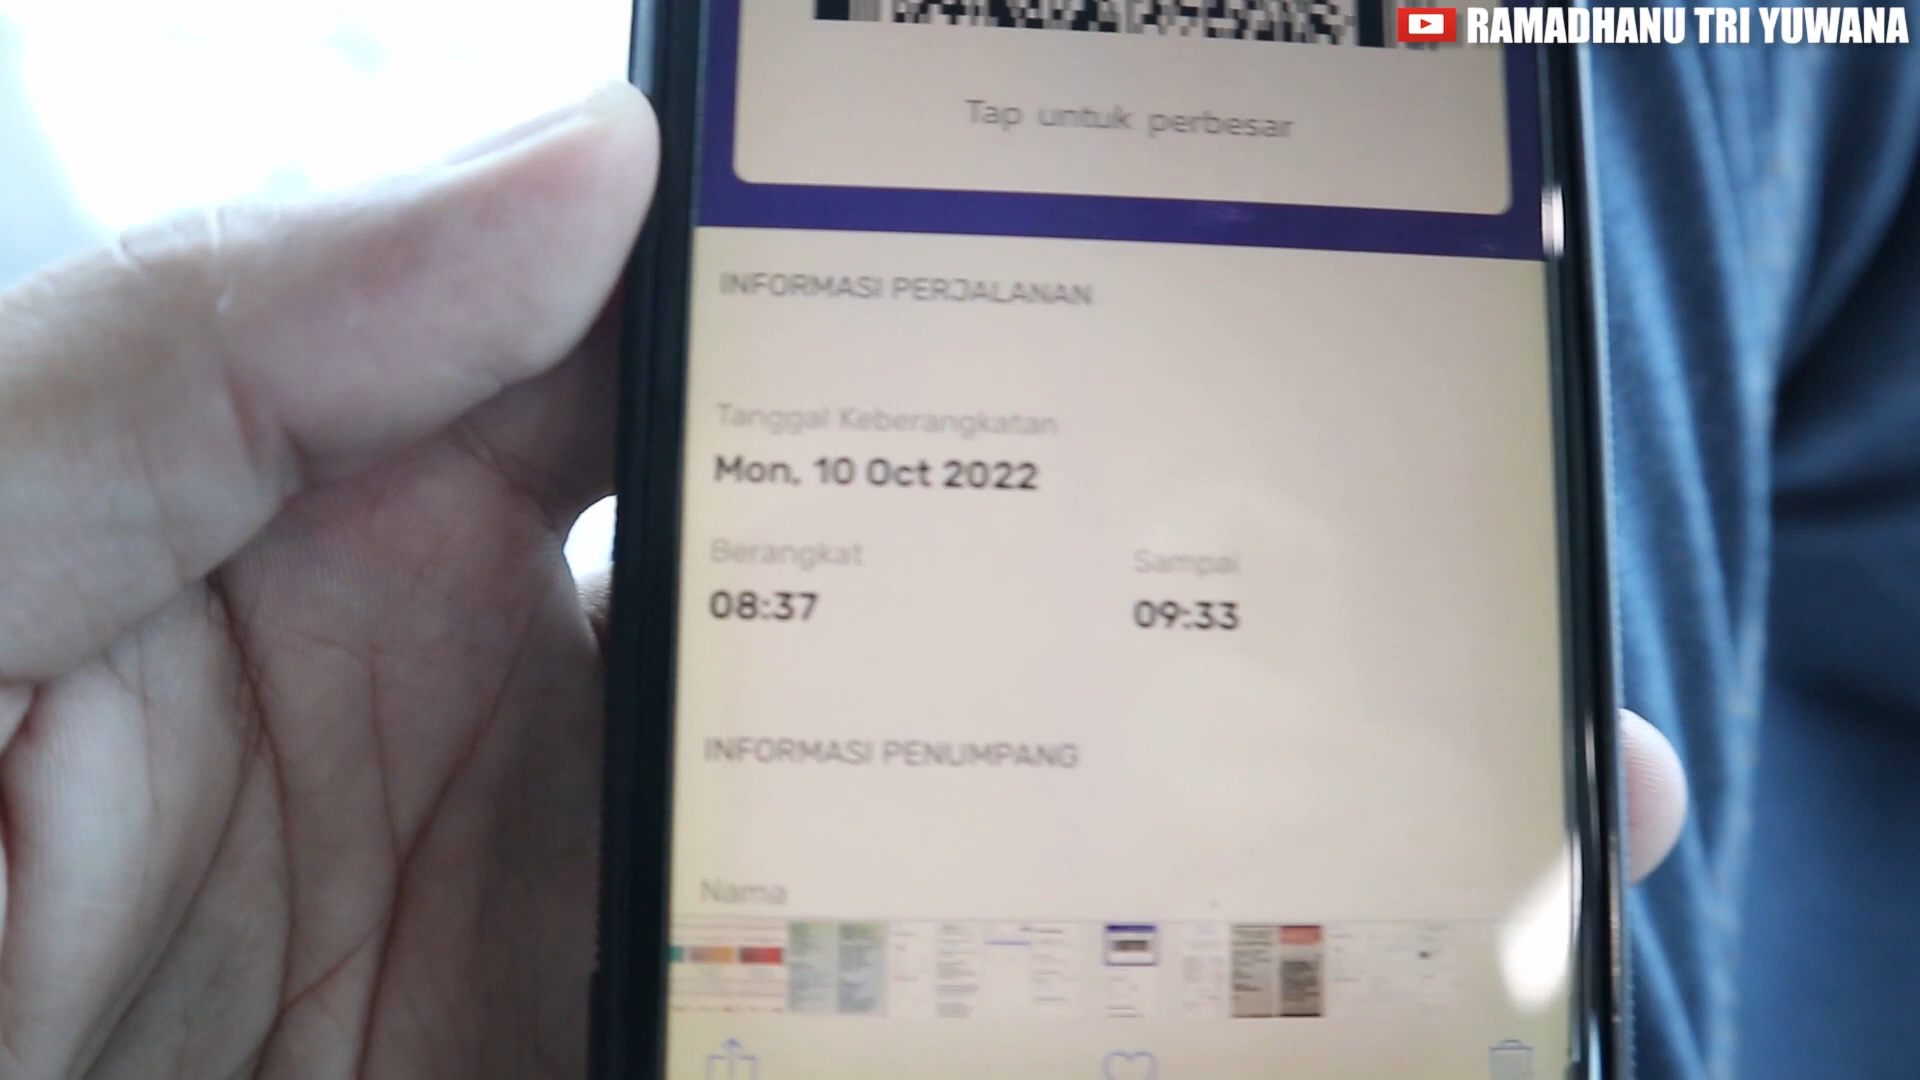 RAMADHANU TRI YUWANA
Tap untuk perbesar
INFORMASI PERJALANAN
Tanggal Keberangkatan
Mon, 10 Oct 2022
Berangkat
Sampai
08:37
09:33
INFORMASI PENUMPANG
Nama